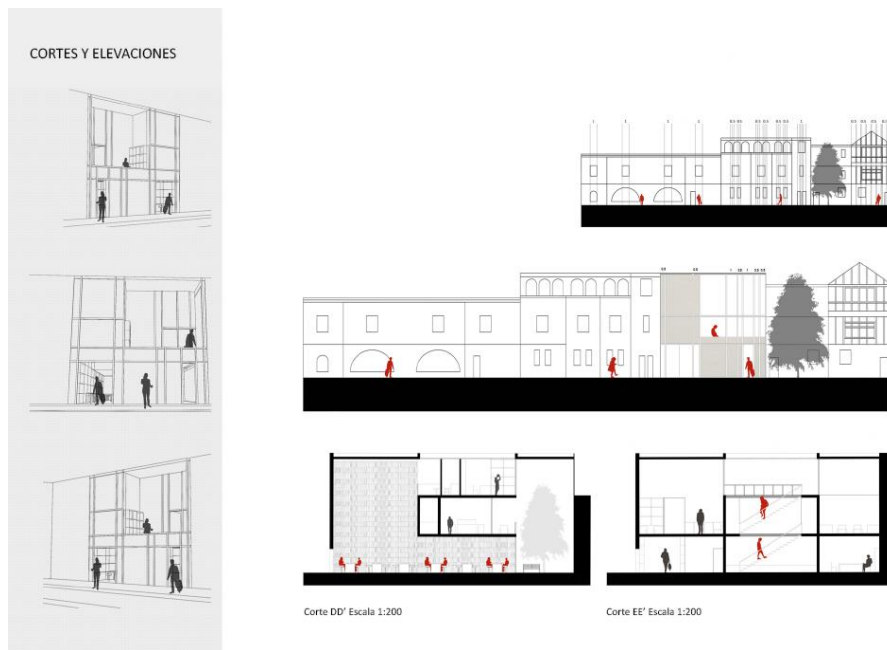 CORTES Y ELEVACIONES
Corte DD' Escala 1:200
Corte EE' Escala 1:200